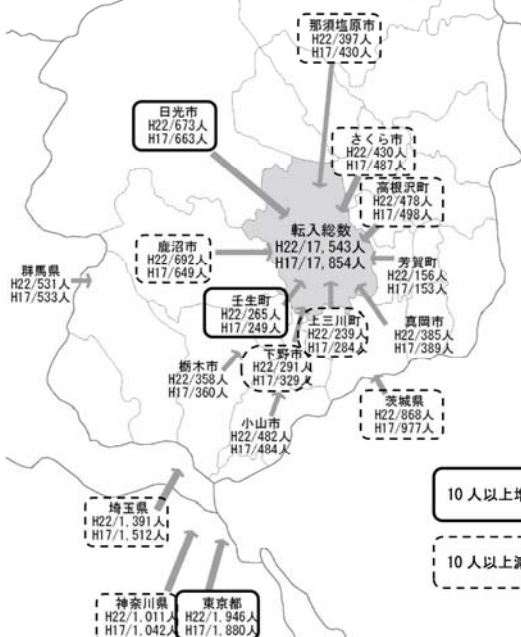 那須塩原市
H22/397人
H17/430人
日光市
H22/673人
H17/663人
さくら市
H22/430人
H17/487人
高根沢町
H22/478人
H17/498人
転入総数
H22/17,543人
H17/17,854人
鹿沼市
H22/692人
H17/649人
芳賀町
H22/156人
H17/153人
群馬県
H22/531人
H17/533人
壬生町
H22/265人
H17/249人
上三川町
H22/239人
H17/284人
真岡市
H22/385人
H17/389人
下野市
H22/291人
H17/329人
栃木市
H22/358人
H17/360人
茨城県
H22/868人
H17/977人
小山市
H22/482人
H17/484人
埼玉県
H22/1,391人
H17/1,512人
10人以上増
10人以上減
神奈川県
H22/1,011人
H17/1,042人
東京都
H22/1,946人
H17/1,880人